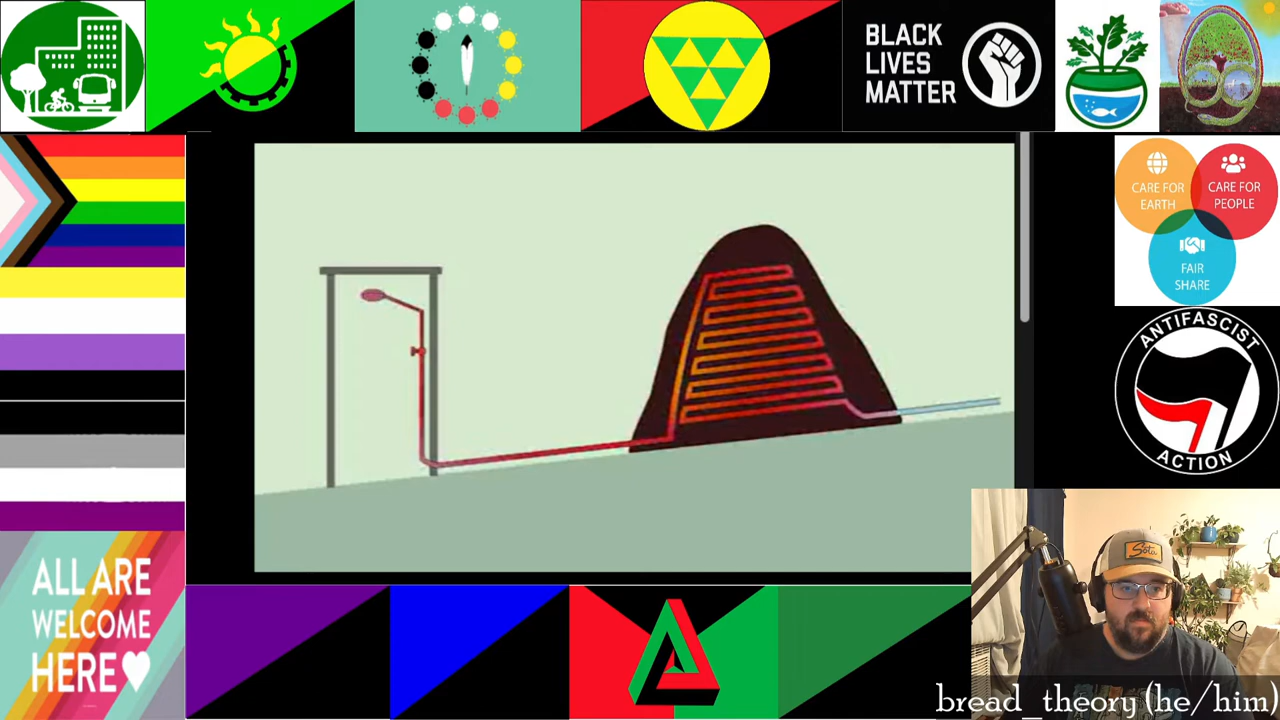 BLACK
LIVES
MATTER
CARE FOR
EARTH
CARE FOR
PEOPLE
FAIR
SHARE
ANTIFASCIST
ACTION
ALL ARE
WELCOME
HERE
Sota
bread_theory (he/him)